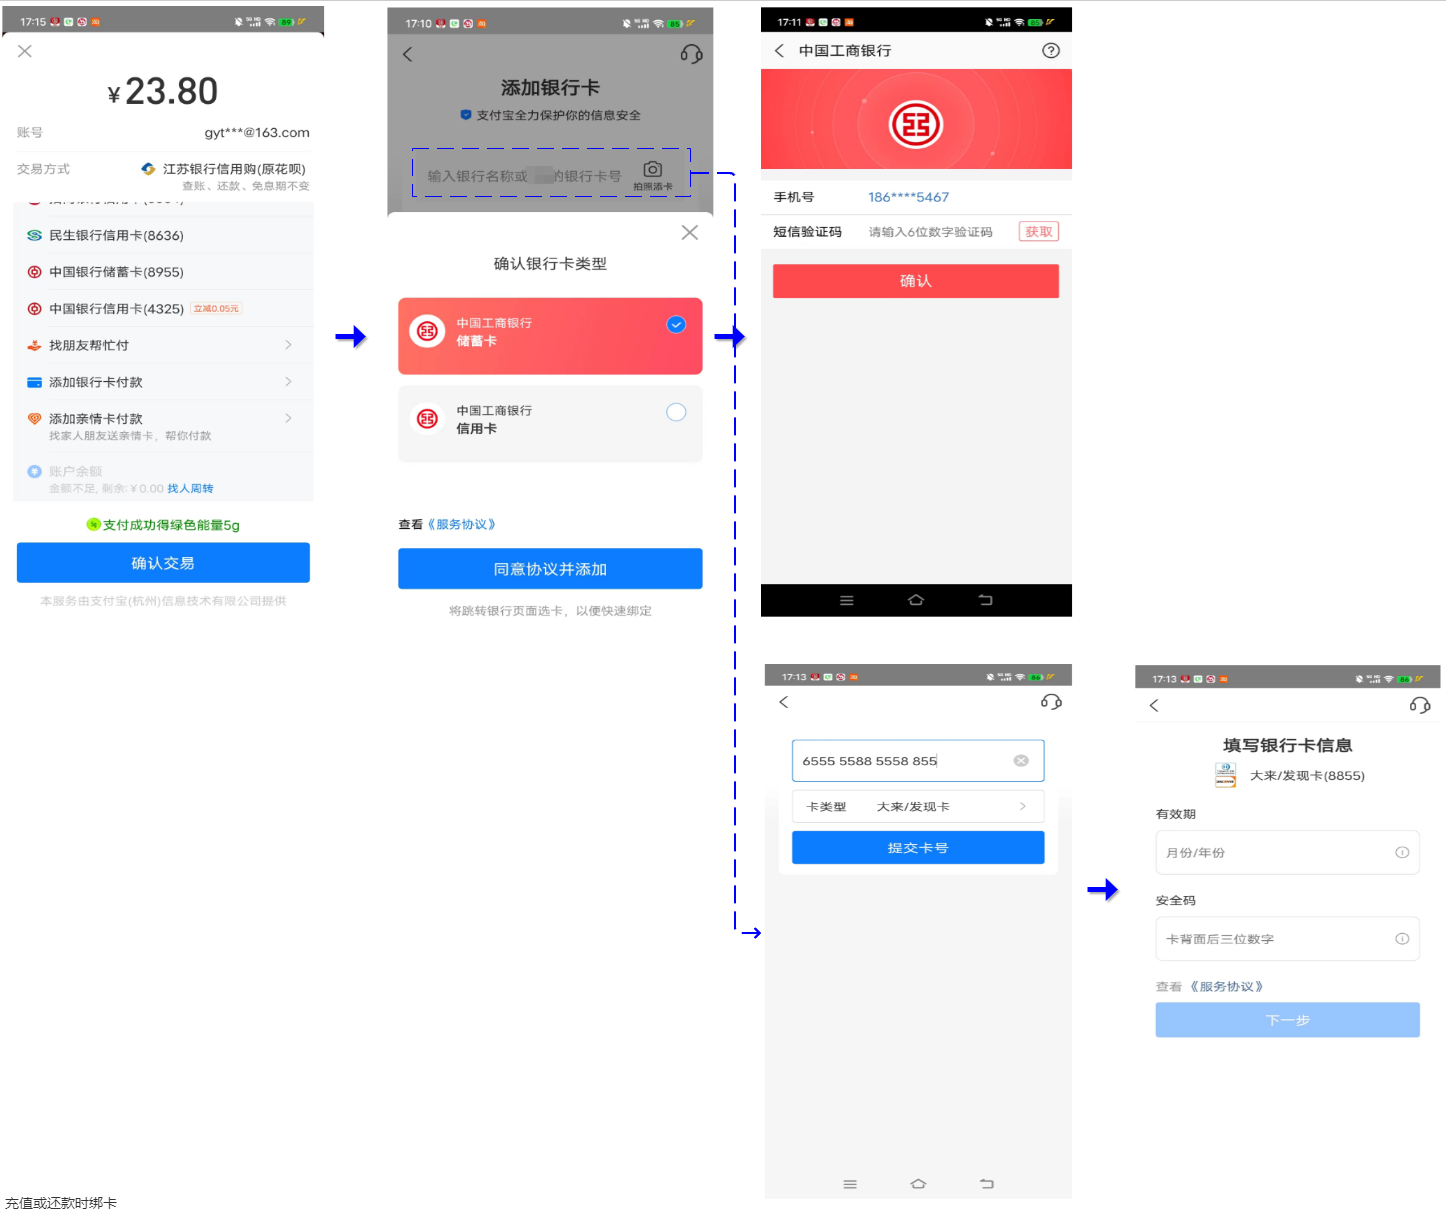 17:15
89
¥23.80
账号
gyt***@163.com
交易方式
江苏银行信用购(原花呗)
查账、还款、免息期不变
民生银行信用卡(8636)
中国银行储蓄卡(8955)
中国银行信用卡(4325) 立减0.05元
找朋友帮忙付
添加银行卡付款
添加亲情卡付款
找家人朋友送亲情卡，帮你付款
账户余额
金额不足, 剩余: ¥0.00 找人周转
支付成功得绿色能量5g
确认交易
本服务由支付宝(杭州)信息技术有限公司提供
17:10
85
添加银行卡
支付宝全力保护你的信息安全
输入银行名称或
的银行卡号
拍照添卡
确认银行卡类型
中国工商银行
储蓄卡
中国工商银行
信用卡
查看《服务协议》
同意协议并添加
将跳转银行页面选卡，以便快速绑定
17:11
85
中国工商银行
手机号
186****5467
短信验证码
请输入6位数字验证码
获取
确认
17:13
86
6555 5588 5558 855
卡类型
大来/发现卡
提交卡号
17:13
86
填写银行卡信息
大来/发现卡(8855)
有效期
月份/年份
安全码
卡背面后三位数字
查看《服务协议》
下一步
充值或还款时绑卡